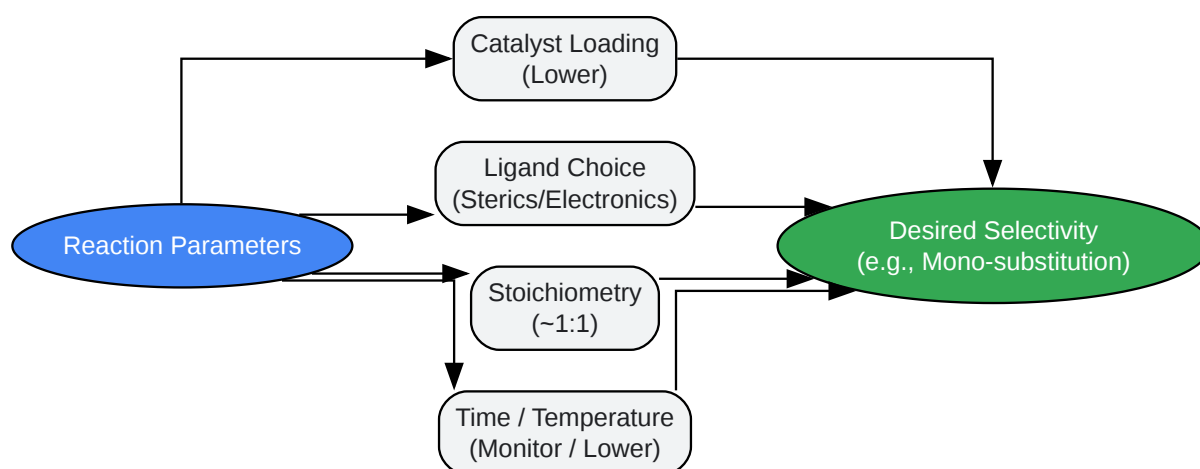 Catalyst Loading
(Lower)
Ligand Choice
(Sterics/Electronics)
Reaction Parameters
Desired Selectivity
(e.g., Mono-substitution)
Stoichiometry
(~1:1)
Time / Temperature
(Monitor / Lower)